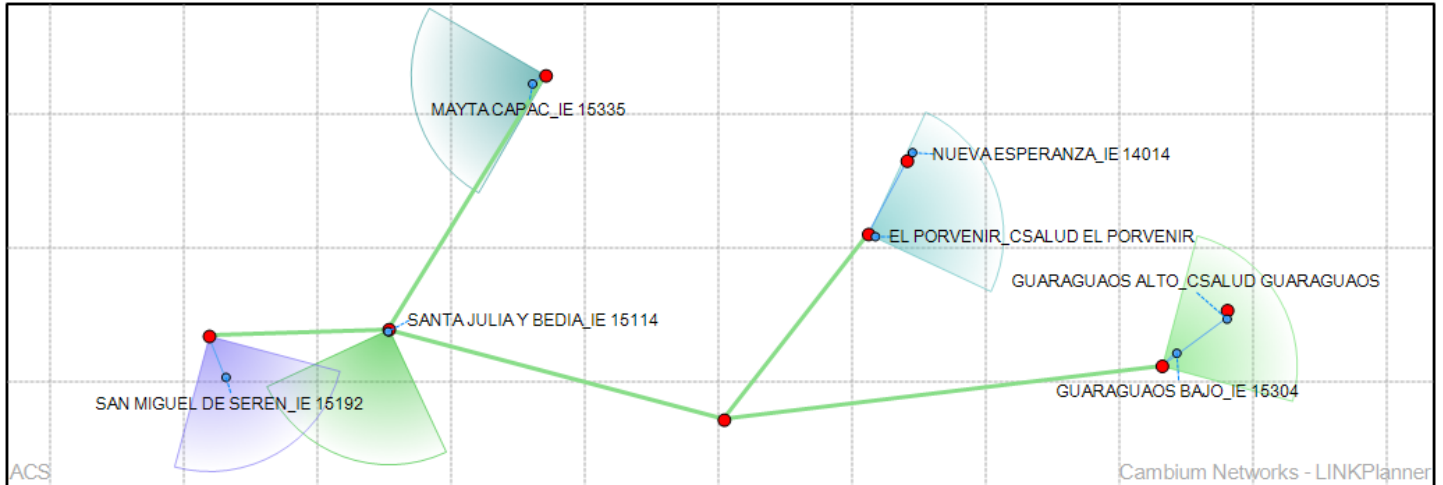 MAYTA CAPAC_IE 15335
NUEVA ESPERANZA_IE 14014
EL PORVENIR_CSALUD EL PORVENIR
GUARAGUAOS ALTO_CSALUD GUARAGUAOS
SANTA JULIA Y BEDIA_IE 15114
GUARAGUAOS BAJO_IE 15304
SAN MIGUEL DE SEREN_IE 15192
ACS
Cambium Networks - LINKPlanner